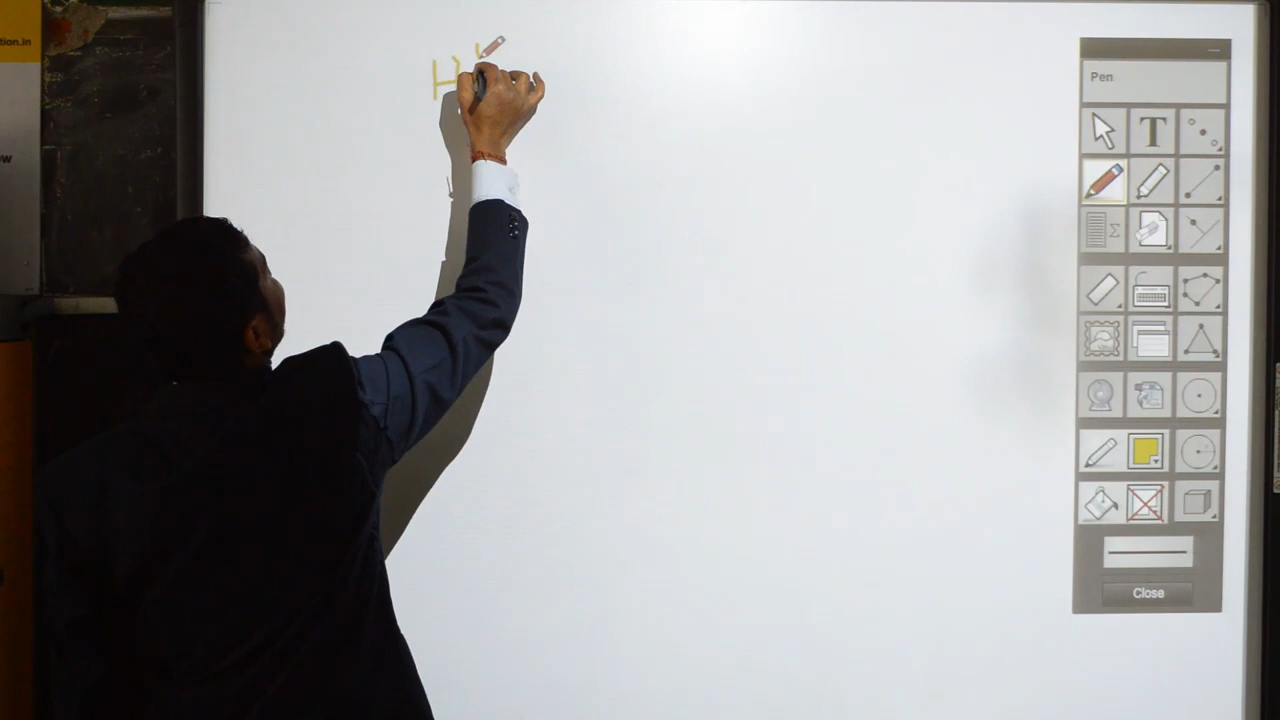 tion.in
H
Pen
T
Σ
Close